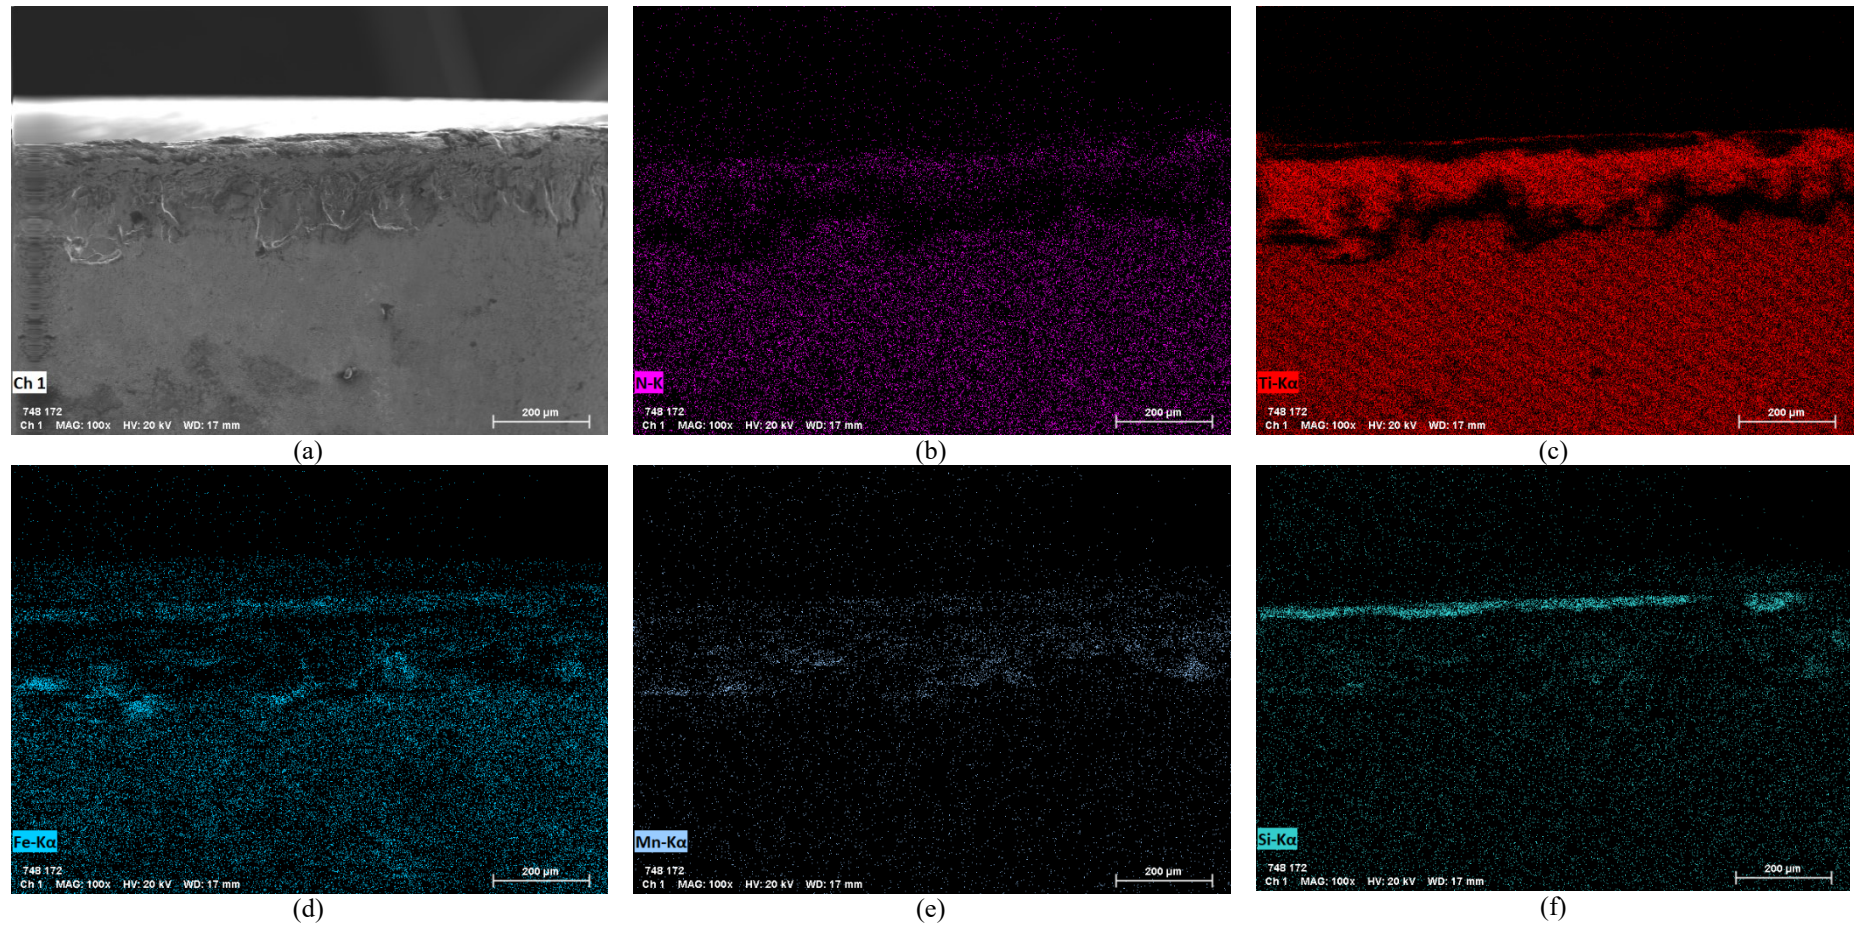 Ch 1
748 172
Ch 1 MAG: 100x HV: 20 kV WD: 17 mm
200 µm
(a)
N-K
748 172
Ch 1 MAG: 100x HV: 20 kV WD: 17 mm
200 µm
(b)
Ti-Kα
748 172
Ch 1 MAG: 100x HV: 20 kV WD: 17 mm
200 µm
(c)
Fe-Kα
748 172
Ch 1 MAG: 100x HV: 20 kV WD: 17 mm
200 µm
(d)
Mn-Kα
748 172
Ch 1 MAG: 100x HV: 20 kV WD: 17 mm
200 µm
(e)
Si-Kα
748 172
Ch 1 MAG: 100x HV: 20 kV WD: 17 mm
200 µm
(f)